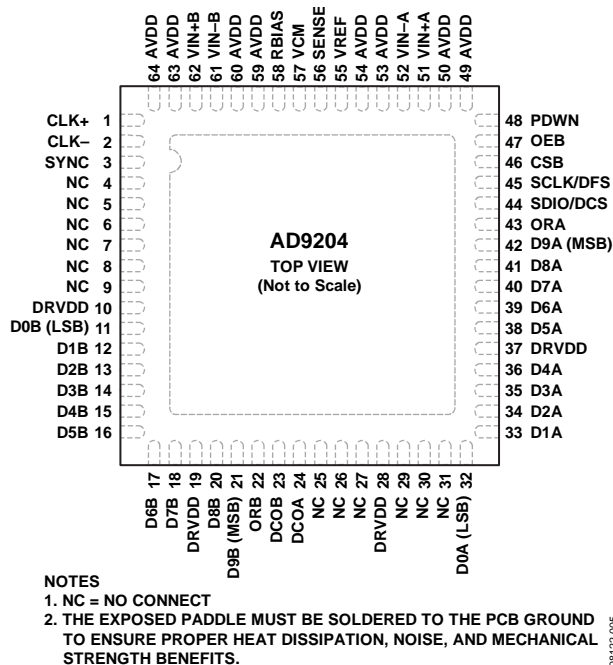 64 AVDD
63 AVDD
62 VIN+B
61 VIN–B
60 AVDD
59 AVDD
58 RBIAS
57 VCM
56 SENSE
55 VREF
54 AVDD
53 AVDD
52 VIN–A
51 VIN+A
50 AVDD
49 AVDD
CLK+ 1
CLK– 2
SYNC 3
NC 4
NC 5
NC 6
NC 7
NC 8
NC 9
DRVDD 10
D0B (LSB) 11
D1B 12
D2B 13
D3B 14
D4B 15
D5B 16
AD9204
TOP VIEW
(Not to Scale)
48 PDWN
47 OEB
46 CSB
45 SCLK/DFS
44 SDIO/DCS
43 ORA
42 D9A (MSB)
41 D8A
40 D7A
39 D6A
38 D5A
37 DRVDD
36 D4A
35 D3A
34 D2A
33 D1A
D6B 17
D7B 18
DRVDD 19
D8B 20
D9B (MSB) 21
ORB 22
DCOB 23
DCOA 24
NC 25
NC 26
NC 27
DRVDD 28
NC 29
NC 30
NC 31
D0A (LSB) 32
NOTES
1. NC = NO CONNECT
2. THE EXPOSED PADDLE MUST BE SOLDERED TO THE PCB GROUND
TO ENSURE PROPER HEAT DISSIPATION, NOISE, AND MECHANICAL
STRENGTH BENEFITS.